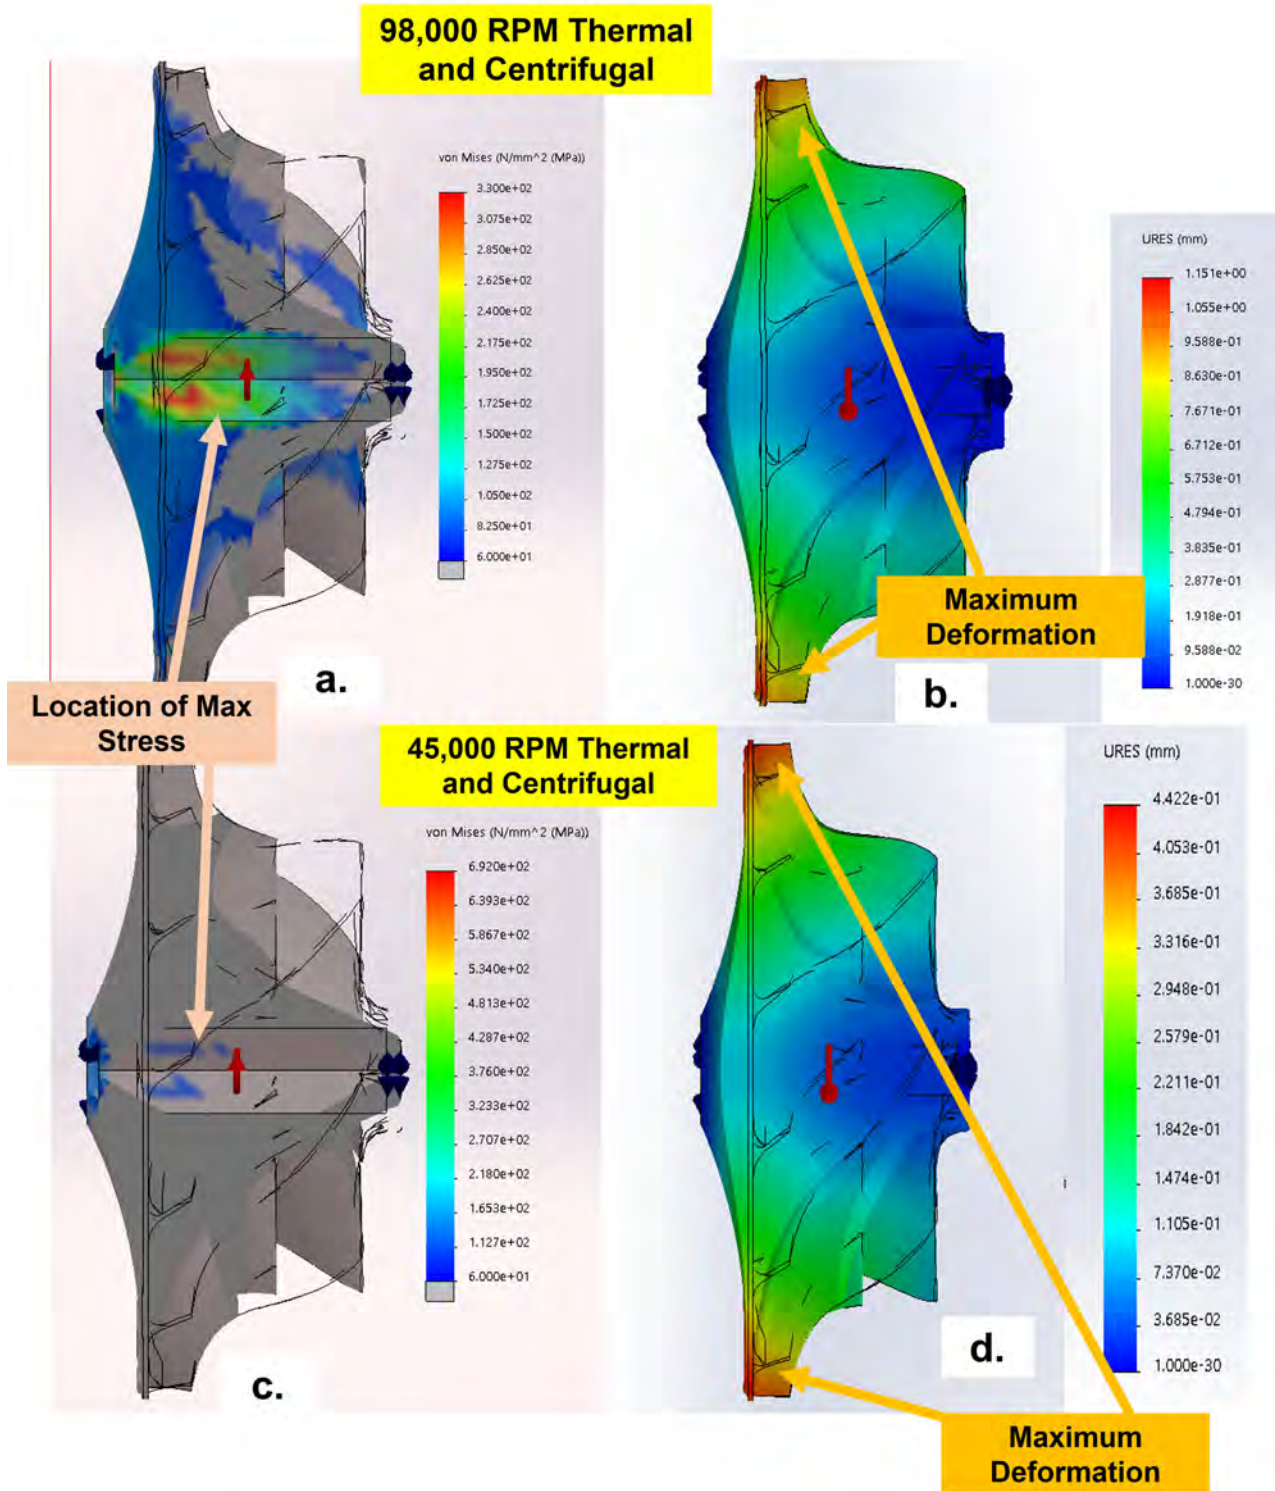 98,000 RPM Thermal
and Centrifugal
von Mises (N/mm^2 (MPa))
3.300e+02
3.075e+02
2.850e+02
2.625e+02
2.400e+02
2.175e+02
1.950e+02
1.725e+02
1.500e+02
1.275e+02
1.050e+02
8.250e+01
6.000e+01
URES (mm)
1.151e+00
1.055e+00
9.588e-01
8.630e-01
7.671e-01
6.712e-01
5.753e-01
4.794e-01
3.835e-01
2.877e-01
1.918e-01
9.588e-02
1.000e-30
Maximum
Deformation
a.
b.
Location of Max
Stress
45,000 RPM Thermal
and Centrifugal
von Mises (N/mm^2 (MPa))
6.920e+02
6.393e+02
5.867e+02
5.340e+02
4.813e+02
4.287e+02
3.760e+02
3.233e+02
2.707e+02
2.180e+02
1.653e+02
1.127e+02
6.000e+01
URES (mm)
4.422e-01
4.053e-01
3.685e-01
3.316e-01
2.948e-01
2.579e-01
2.211e-01
1.842e-01
1.474e-01
1.105e-01
7.370e-02
3.685e-02
1.000e-30
c.
d.
Maximum
Deformation